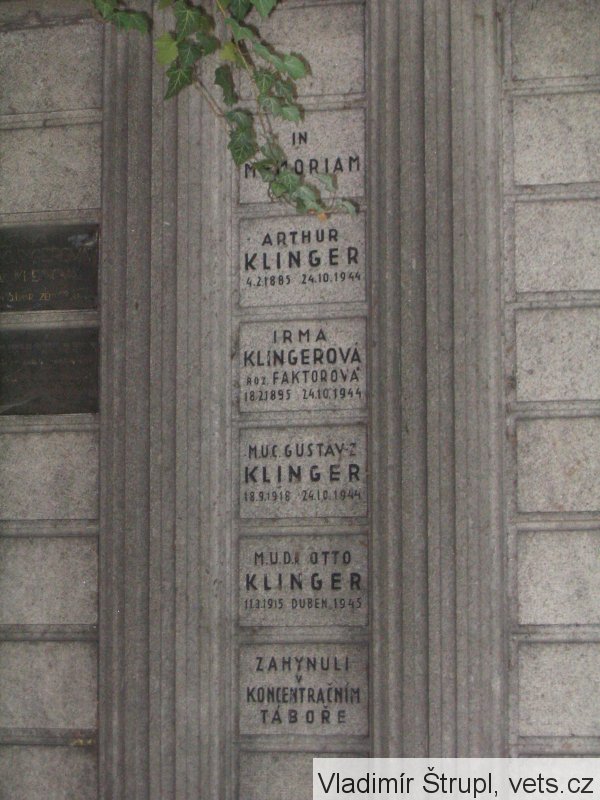 IN
MEMORIAM
ARTHUR
KLINGER
4.2.1885 24.10.1944
IRMA
KLINGEROVÁ
ROZ. FAKTOROVÁ
18.2.1895 24.10.1944
M.U.C. GUSTAV-Z
KLINGER
18.9.1918 24.10.1944
M.U.DR OTTO
KLINGER
11.3.1915 DUBEN, 1945
ZAHYNULI
V
KONCENTRAČNÍM
TÁBOŘE
Vladimír Štrupl, vets.cz